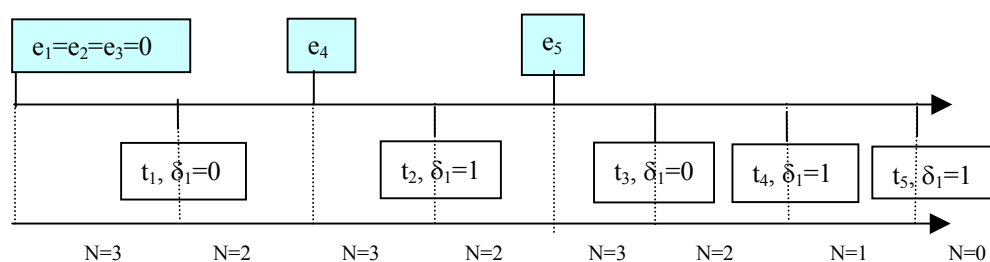 e₁=e₂=e₃=0 e₄ e₅
t₁, δ₁=0 t₂, δ₁=1 t₃, δ₁=0 t₄, δ₁=1 t₅, δ₁=1
N=3 N=2 N=3 N=2 N=3 N=2 N=1 N=0